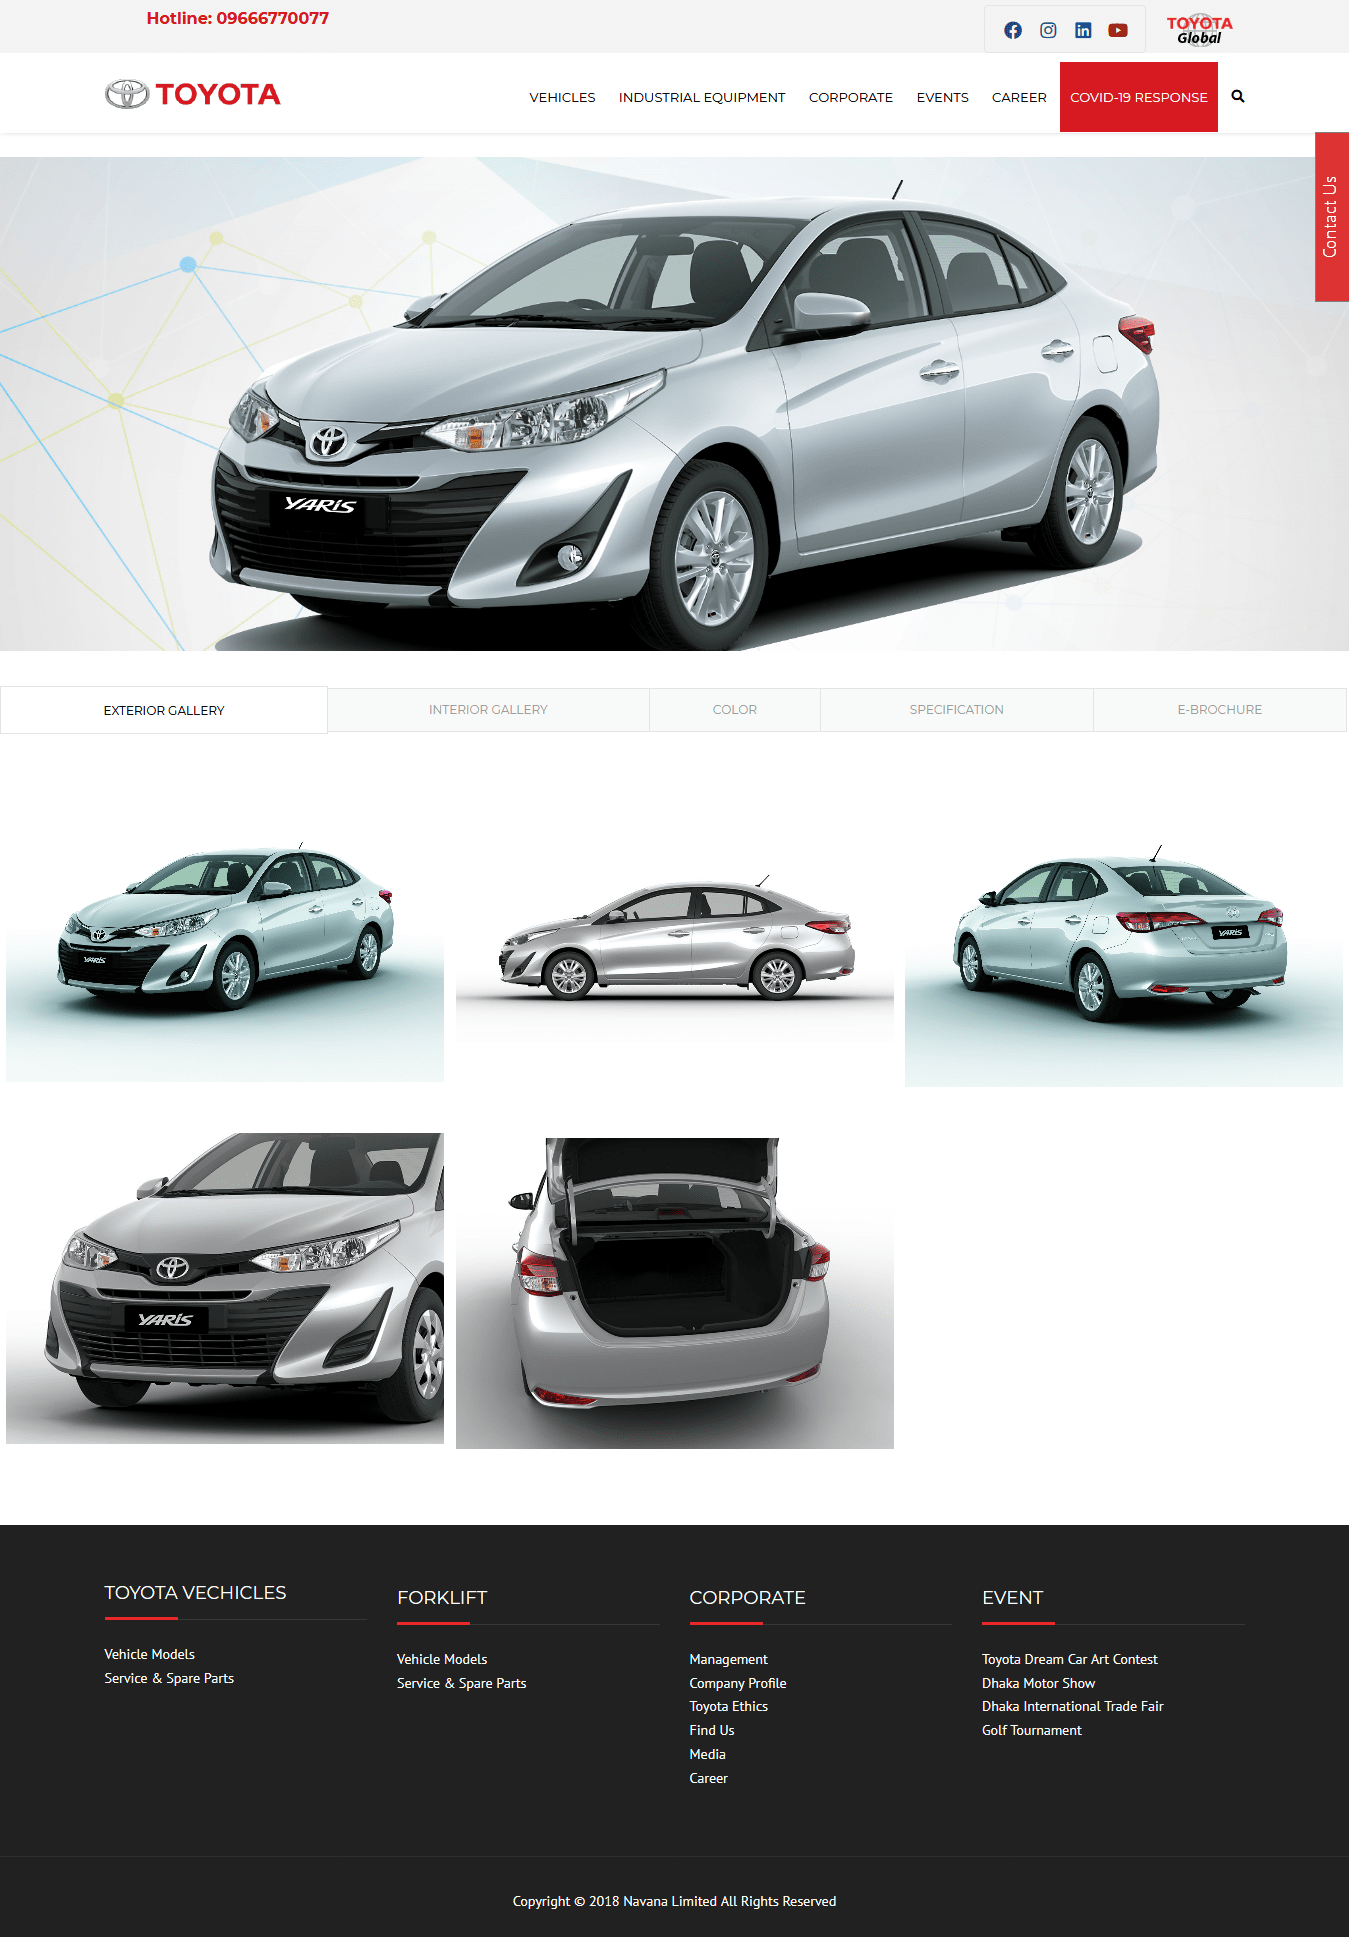 Hotline: 09666770077
TOYOTA
Global
TOYOTA
VEHICLES
INDUSTRIAL EQUIPMENT
CORPORATE
EVENTS
CAREER
COVID-19 RESPONSE
Contact Us
YARIS
EXTERIOR GALLERY
INTERIOR GALLERY
COLOR
SPECIFICATION
E-BROCHURE
YARIS
YARIS
YARIS
TOYOTA VECHICLES
Vehicle Models
Service & Spare Parts
FORKLIFT
Vehicle Models
Service & Spare Parts
CORPORATE
Management
Company Profile
Toyota Ethics
Find Us
Media
Career
EVENT
Toyota Dream Car Art Contest
Dhaka Motor Show
Dhaka International Trade Fair
Golf Tournament
Copyright © 2018 Navana Limited All Rights Reserved